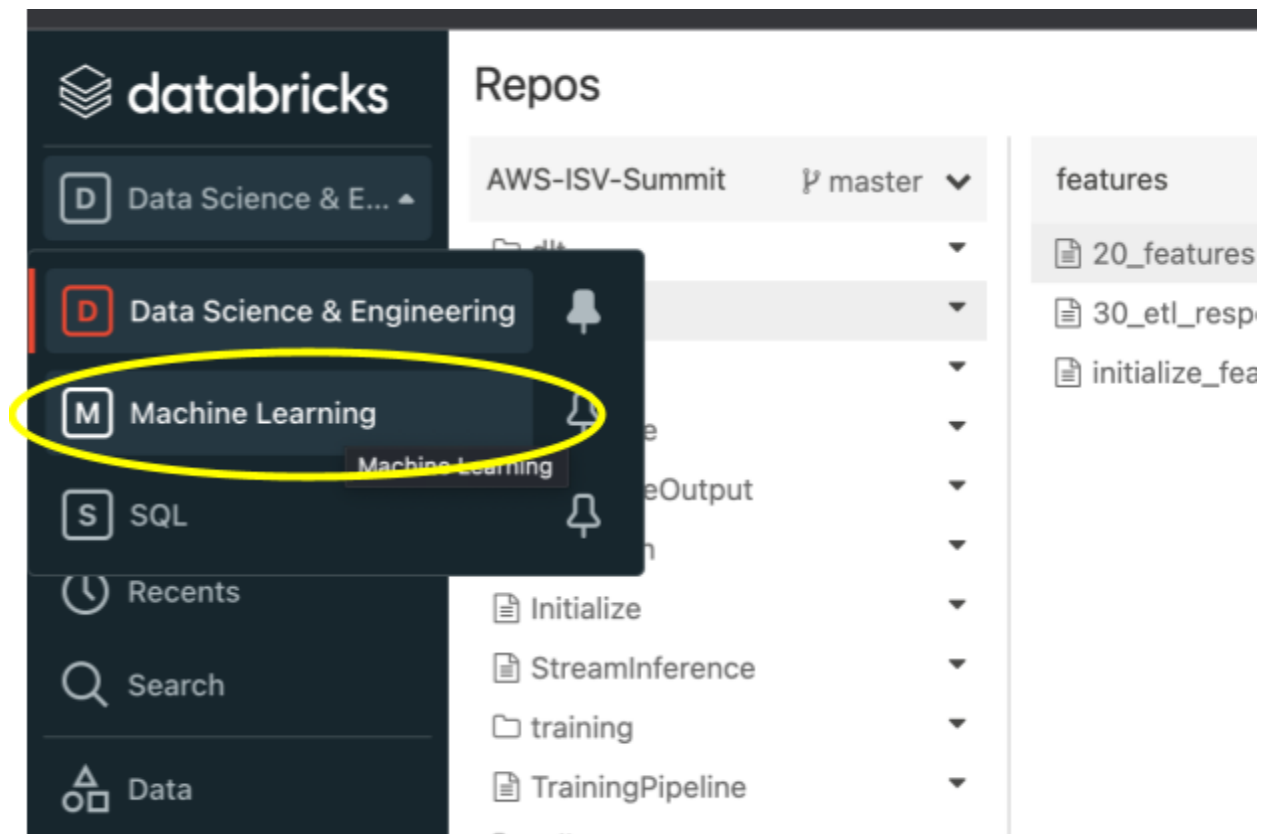 databricks
D Data Science & E...
D Data Science & Engineering
M Machine Learning
Machine Learning
S SQL
Recents
Search
Data
Repos
AWS-ISV-Summit master
dlt
eOutput
Initialize
StreamInference
training
TrainingPipeline
features
20_features
30_etl_resp
initialize_fea